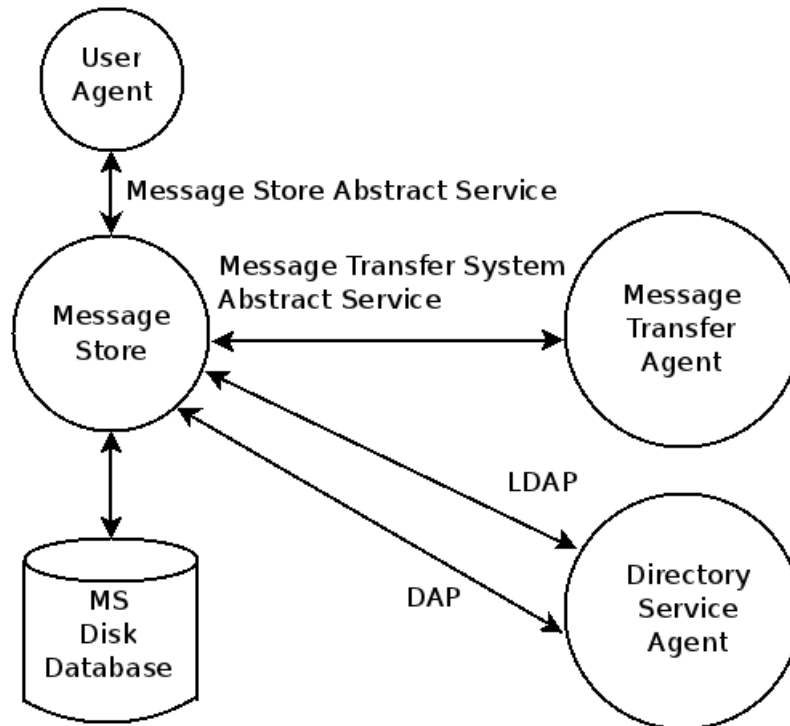 User
Agent
Message Store Abstract Service
Message Transfer System
Abstract Service
Message
Store
Message
Transfer
Agent
LDAP
DAP
MS
Disk
Database
Directory
Service
Agent